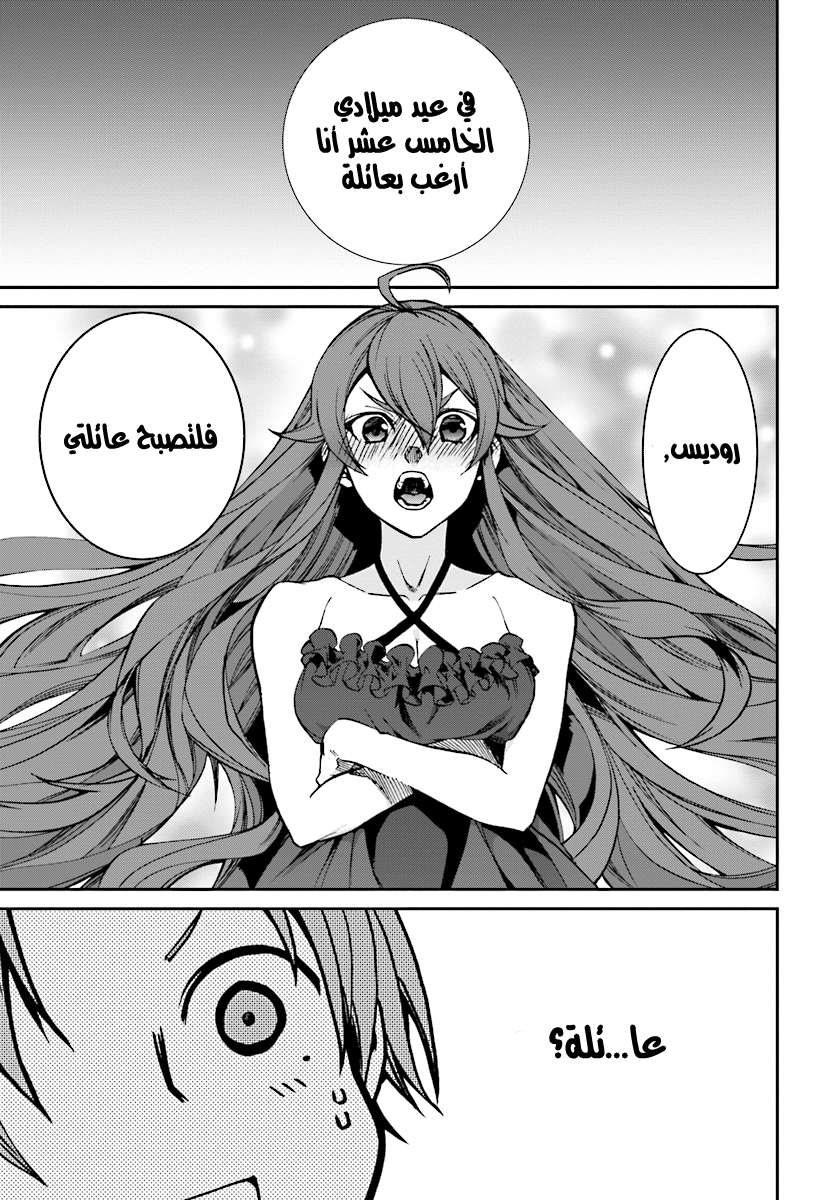 في عيد ميلادي
الخامس عشر أنا
أرغب بعائلة
روديس,
فلتصبح عائلتي
عا...ئلة؟